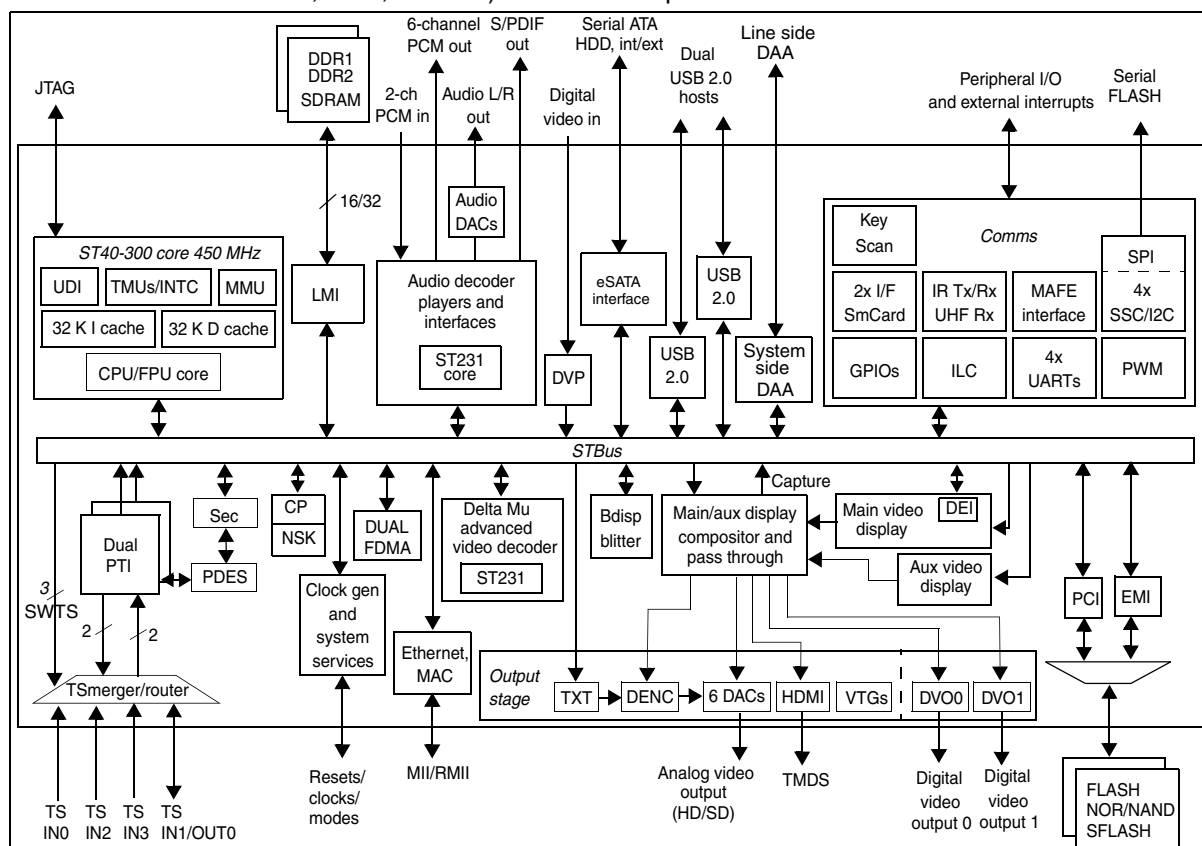 6-channel
PCM out
S/PDIF
out
Serial ATA
HDD, int/ext
Dual
USB 2.0
hosts
Line side
DAA
DDR1
DDR2
SDRAM
JTAG
2-ch
PCM in
Audio L/R
out
Digital
video in
Peripheral I/O
and external interrupts
Serial
FLASH
16/32
Audio
DACs
ST40-300 core 450 MHz
UDI
TMUs/INTC
MMU
32 K I cache
32 K D cache
CPU/FPU core
LMI
Audio decoder
players and
interfaces
ST231
core
DVP
eSATA
interface
USB
2.0
USB
2.0
System
side
DAA
Key
Scan
Comms
SPI
4x
SSC/I2C
2x I/F
SmCard
IR Tx/Rx
UHF Rx
MAFE
interface
GPIOs
ILC
4x
UARTs
PWM
STBus
3
SWTS
Dual
PTI
2
2
Sec
PDES
CP
NSK
DUAL
FDMA
Delta Mu
advanced
video decoder
ST231
Bdisp
blitter
Capture
Main/aux display
compositor and
pass through
DEI
Main video
display
Aux video
display
PCI
EMI
Clock gen
and
system
services
Ethernet,
MAC
TSmerger/router
Output
stage
TXT
DENC
6 DACs
HDMI
VTGs
DVO0
DVO1
TS
IN0
TS
IN2
TS
IN3
TS
IN1/OUT0
Resets/
clocks/
modes
MII/RMII
Analog video
output
(HD/SD)
TMDS
Digital
video
output 0
Digital
video
output 1
FLASH
NOR/NAND
SFLASH